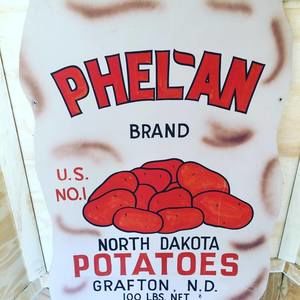 PHELAN
BRAND
U.S.
NO.1
NORTH DAKOTA
POTATOES
GRAFTON, N.D.
100 LBS. NET